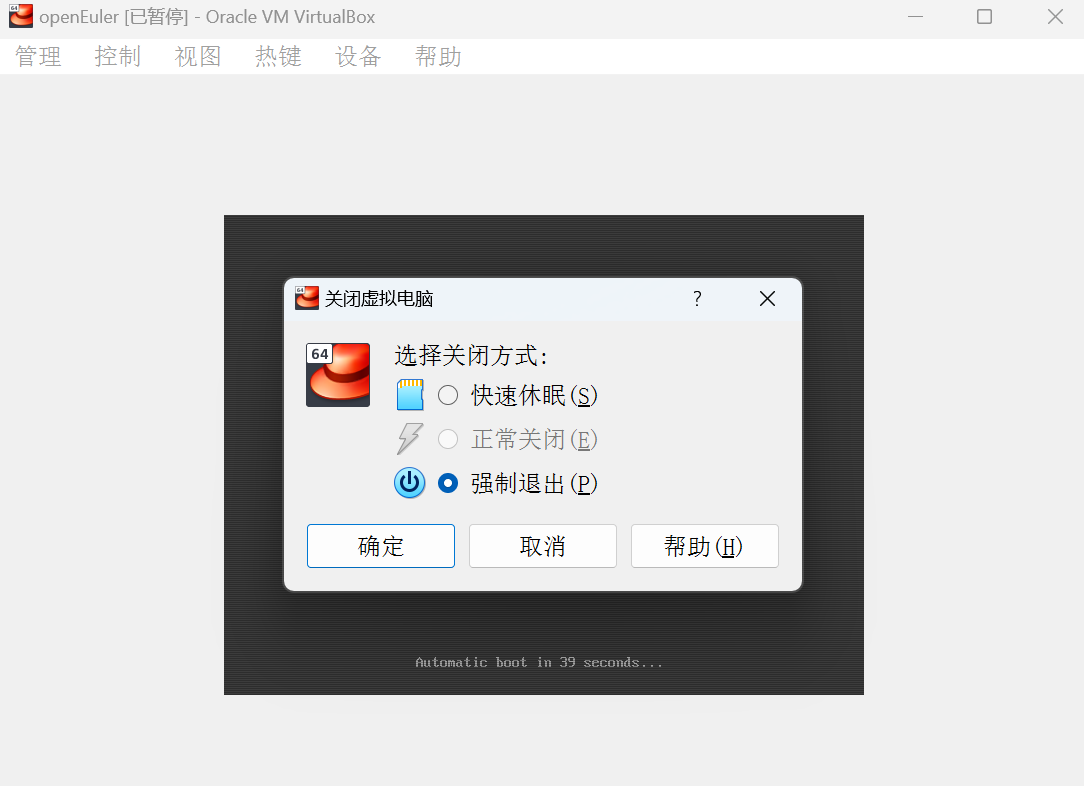 openEuler [已暂停] - Oracle VM VirtualBox
管理 控制 视图 热键 设备 帮助
64 关闭虚拟电脑 ?
64
选择关闭方式:
快速休眠(S)
正常关闭(E)
强制退出(P)
确定 取消 帮助(H)
Automatic boot in 39 seconds...